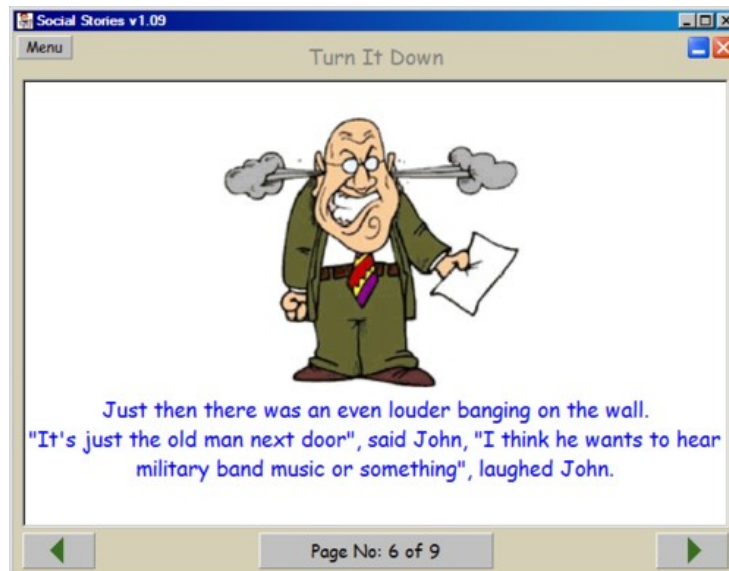 Social Stories v1.09
Menu
Turn It Down
Just then there was an even louder banging on the wall.
"It's just the old man next door", said John, "I think he wants to hear
military band music or something", laughed John.
Page No: 6 of 9